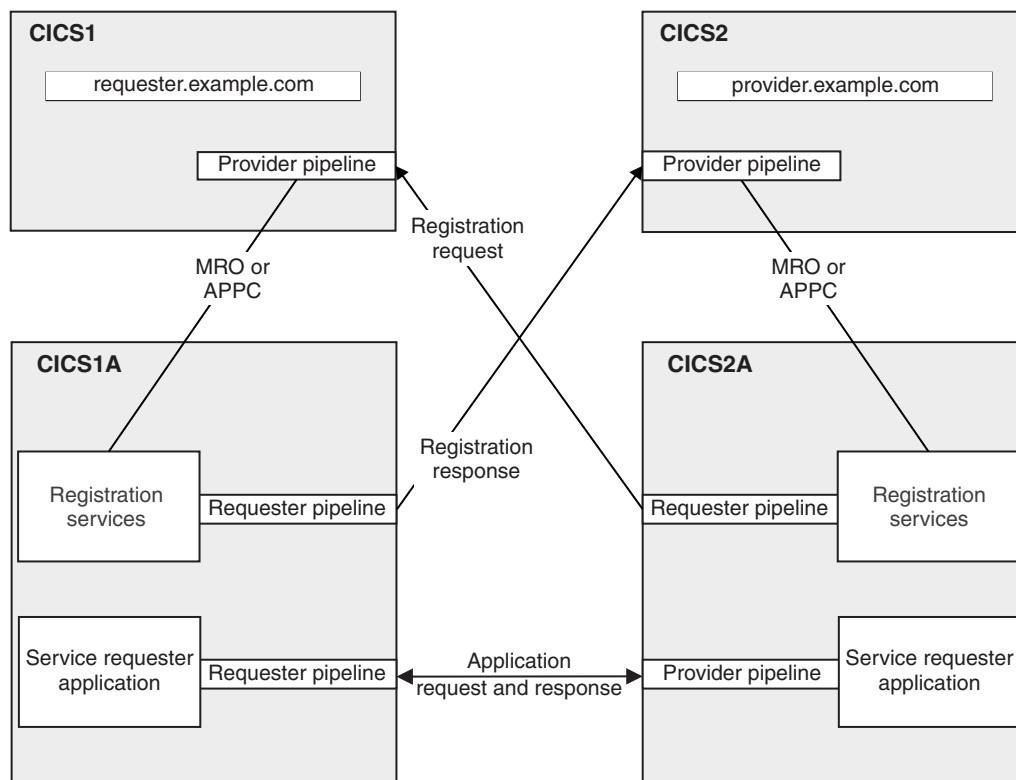 CICS1
CICS2
requester.example.com
provider.example.com
Provider pipeline
Provider pipeline
Registration
request
MRO or
APPC
MRO or
APPC
CICS1A
CICS2A
Registration
response
Registration
services
Requester pipeline
Requester pipeline
Registration
services
Service requester
application
Requester pipeline
Application
request and response
Provider pipeline
Service requester
application